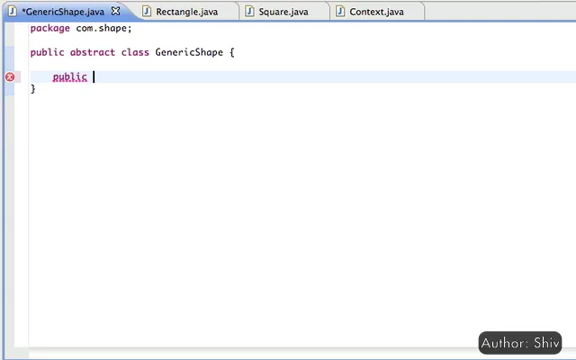 *GenericShape.java Rectangle.java Square.java Context.java
package com.shape;
public abstract class GenericShape {
public
}
Author: Shiv